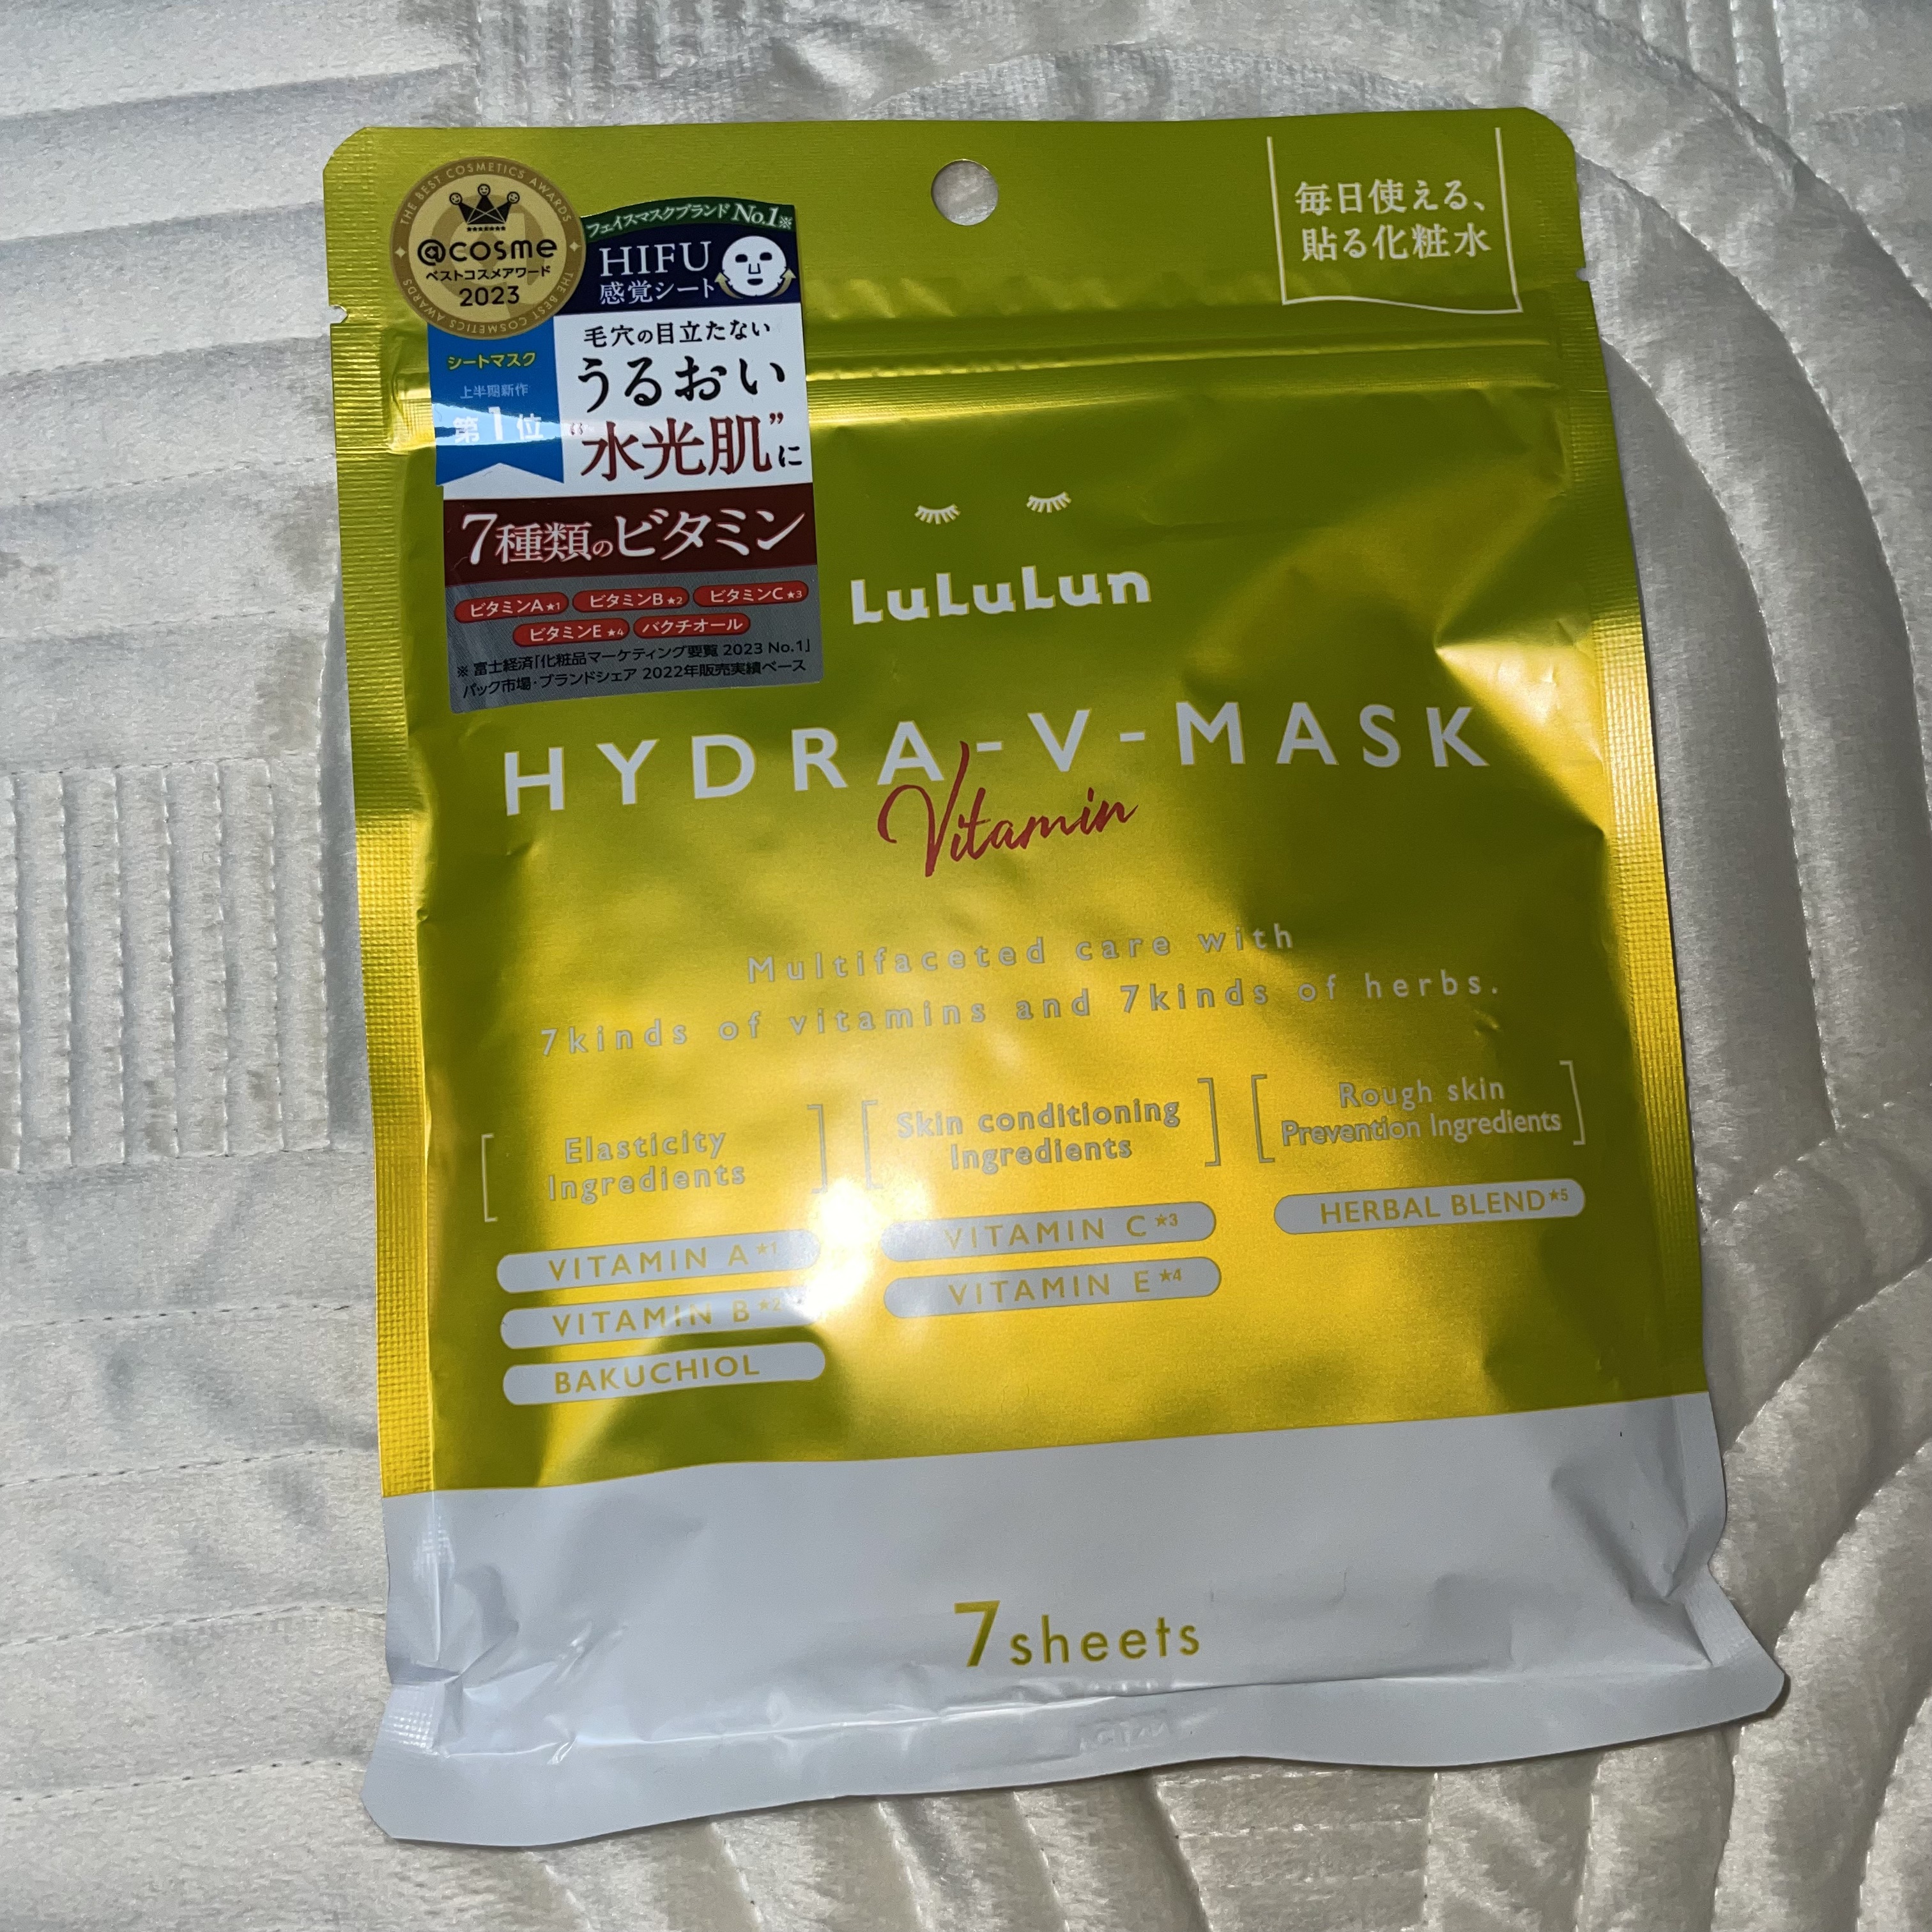 THE BEST COSMETICS AWARDS
@cosme
ベストコスメアワード
2023
THE BEST COSMETICS AWARDS
シートマスク
上半期新作
第1位
フェイスマスクブランド No.1※
HIFU
感覚シート
毛穴の目立たない
うるおい
“水光肌”に
7種類のビタミン
ビタミンA★1 ビタミンB★2 ビタミンC★3
ビタミンE★4 バクチオール
※ 富士経済「化粧品マーケティング要覧 2023 No.1」
パック市場・ブランドシェア 2022年販売実績ベース
毎日使える、
貼る化粧水
LuLuLun
HYDRA-V-MASK
Vitamin
Multifaceted care with
7kinds of vitamins and 7kinds of herbs.
Elasticity
Ingredients
VITAMIN A★1
VITAMIN B★2
BAKUCHIOL
Skin conditioning
Ingredients
VITAMIN C★3
VITAMIN E★4
Rough skin
Prevention Ingredients
HERBAL BLEND★5
7sheets